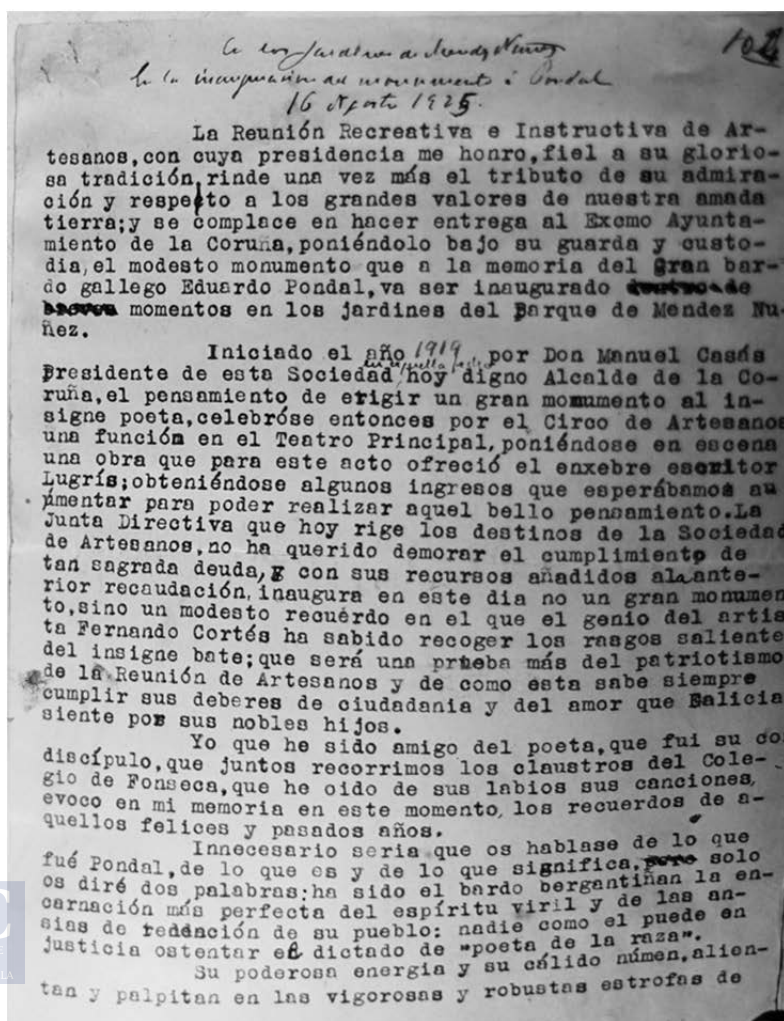 En los Jardines de Mendez Nuñez
En la inauguracion del monumento á Pondal
16 Agosto 1925.
La Reunión Recreativa e Instructiva de Ar-
tesanos,con cuya presidencia me honro,fiel a su glorio-
sa tradición,rinde una vez más el tributo de su admira-
ción y respeto a los grandes valores de nuestra amada
tierra;y se complace en hacer entrega al Excmo Ayunta-
miento de la Coruña,poniéndolo bajo su guarda y custo-
dia,el modesto monumento que a la memoria del Gran bar-
do gallego Eduardo Pondal,va ser inaugurado dentro de
breves momentos en los jardines del Parque de Mendez Nu-
ñez.
Iniciado el año 1919 por Don Manuel Casás
Presidente de esta Sociedad en aquella fecha hoy digno Alcalde de la Co-
ruña,el pensamiento de erigir un gran monumento al in-
signe poeta,celebróse entonces por el Circo de Artesanos
una función en el Teatro Principal,poniéndose en escena
una obra que para este acto ofreció el enxebre escritor
Lugrís;obteniéndose algunos ingresos que esperábamos au
mentar para poder realizar aquel bello pensamiento.La
Junta Directiva que hoy rige los destinos de la Sociedad
de Artesanos,no ha querido demorar el cumplimiento de
tan sagrada deuda,y con sus recursos añadidos a la ante-
rior recaudación,inaugura en este dia no un gran monumen
to,sino un modesto recuerdo en el que el genio del artis
ta Fernando Cortés ha sabido recoger los rasgos saliente
del insigne bate;que será una prueba más del patriotismo
de la Reunión de Artesanos y de como esta sabe siempre
cumplir sus deberes de ciudadania y del amor que Galicia
siente por sus nobles hijos.
Yo que he sido amigo del poeta,que fui su co
discípulo,que juntos recorrimos los claustros del Cole-
gio de Fonseca,que he oido de sus labios sus canciones,
evoco en mi memoria en este momento,los recuerdos de a-
quellos felices y pasados años.
Innecesario seria que os hablase de lo que
fué Pondal,de lo que es y de lo que significa,pero solo
os diré dos palabras:ha sido el bardo bergantiñan la en-
carnación más perfecta del espíritu viril y de las an-
sias de redención de su pueblo: nadie como el puede en
justicia ostentar el dictado de "poeta de la raza".
Su poderosa energia y su cálido númen,alien-
tan y palpitan en las vigorosas y robustas estrofas de